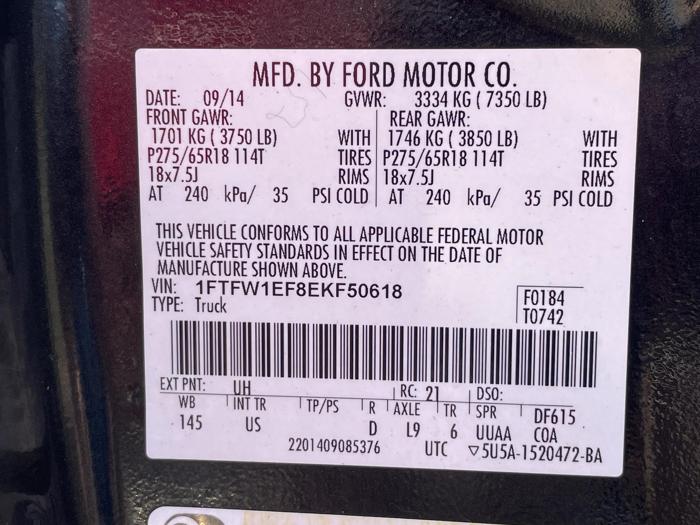 MFD. BY FORD MOTOR CO.
DATE: 09/14 GVWR: 3334 KG ( 7350 LB)
FRONT GAWR: REAR GAWR:
1701 KG ( 3750 LB) WITH 1746 KG ( 3850 LB) WITH
P275/65R18 114T TIRES P275/65R18 114T TIRES
18x7.5J RIMS 18x7.5J RIMS
AT 240 kPa/ 35 PSI COLD AT 240 kPa/ 35 PSI COLD
THIS VEHICLE CONFORMS TO ALL APPLICABLE FEDERAL MOTOR
VEHICLE SAFETY STANDARDS IN EFFECT ON THE DATE OF
MANUFACTURE SHOWN ABOVE.
VIN: 1FTFW1EF8EKF50618 F0184
TYPE: Truck T0742
EXT PNT: UH RC: 21 DSO:
WB INT TR TP/PS R AXLE TR SPR DF615
145 US D L9 6 UUAA COA
2201409085376 UTC ▽5U5A-1520472-BA